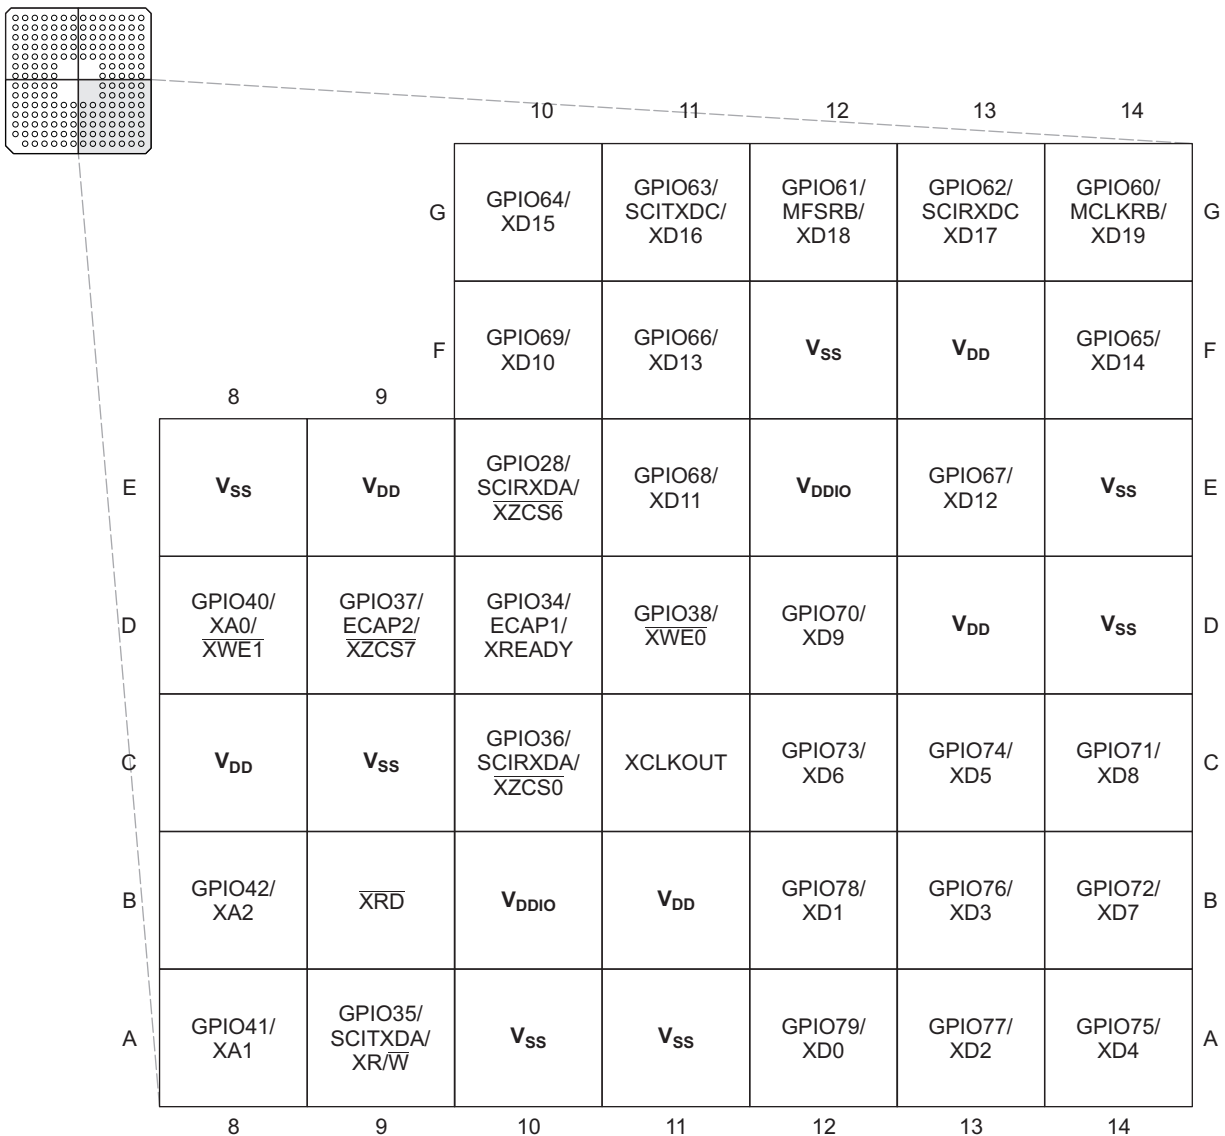 10 11 12 13 14
G GPIO64/ GPIO63/ GPIO61/ GPIO62/ GPIO60/ G
XD15 SCITXDC/ MFSRB/ SCIRXDC MCLKRB/
XD16 XD18 XD17 XD19
F GPIO69/ GPIO66/ VSS VDD GPIO65/ F
XD10 XD13 XD14
8 9
E VSS VDD GPIO28/ GPIO68/ VDDIO GPIO67/ VSS E
SCIRXDA/ XD11 XD12
XZCS6
D GPIO40/ GPIO37/ GPIO34/ GPIO38/ GPIO70/ VDD VSS D
XA0/ ECAP2/ ECAP1/ XWE0 XD9
XWE1 XZCS7 XREADY
C VDD VSS GPIO36/ XCLKOUT GPIO73/ GPIO74/ GPIO71/ C
SCIRXDA/ XD6 XD5 XD8
XZCS0
B GPIO42/ XRD VDDIO VDD GPIO78/ GPIO76/ GPIO72/ B
XA2 XD1 XD3 XD7
A GPIO41/ GPIO35/ VSS VSS GPIO79/ GPIO77/ GPIO75/ A
XA1 SCITXDA/ XD0 XD2 XD4
XR/W
8 9 10 11 12 13 14